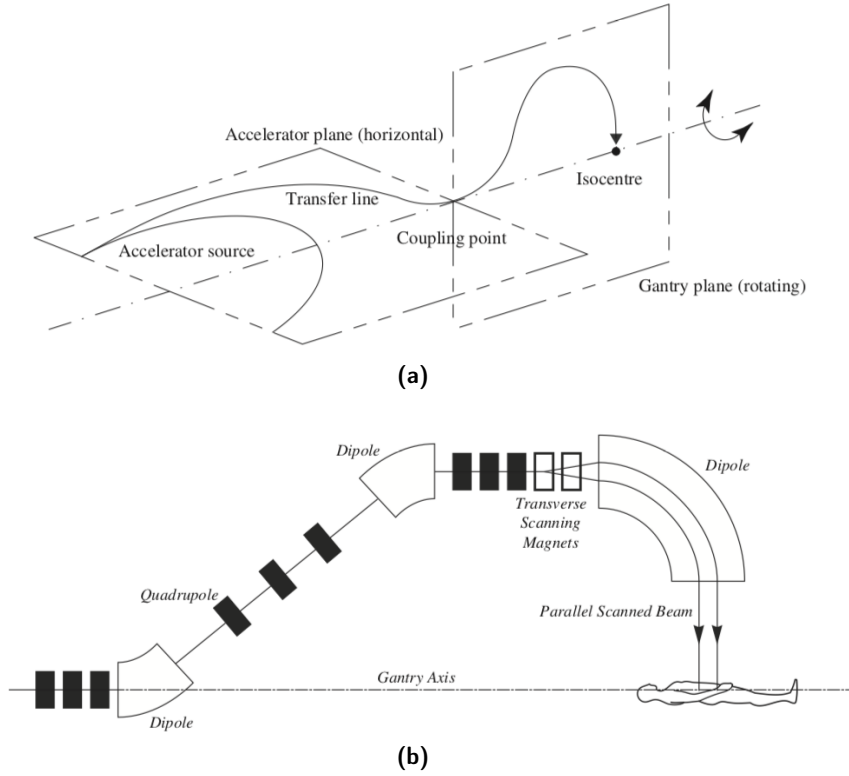 Accelerator plane (horizontal)
Isocentre
Transfer line
Coupling point
Accelerator source
Gantry plane (rotating)
(a)
Dipole
Dipole
Transverse
Scanning
Magnets
Quadrupole
Parallel Scanned Beam
Gantry Axis
Dipole
(b)